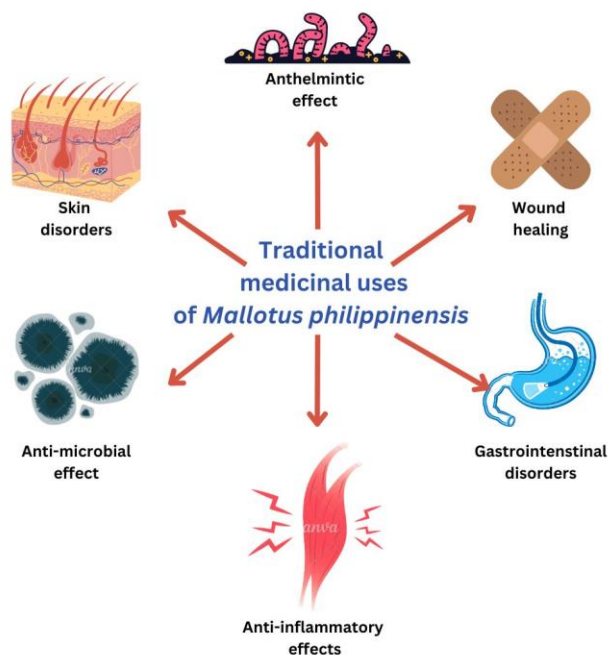 Anthelmintic
effect
Skin
disorders
Wound
healing
Traditional
medicinal uses
of Mallotus philippinensis
Anti-microbial
effect
Gastrointenstinal
disorders
Anti-inflammatory
effects